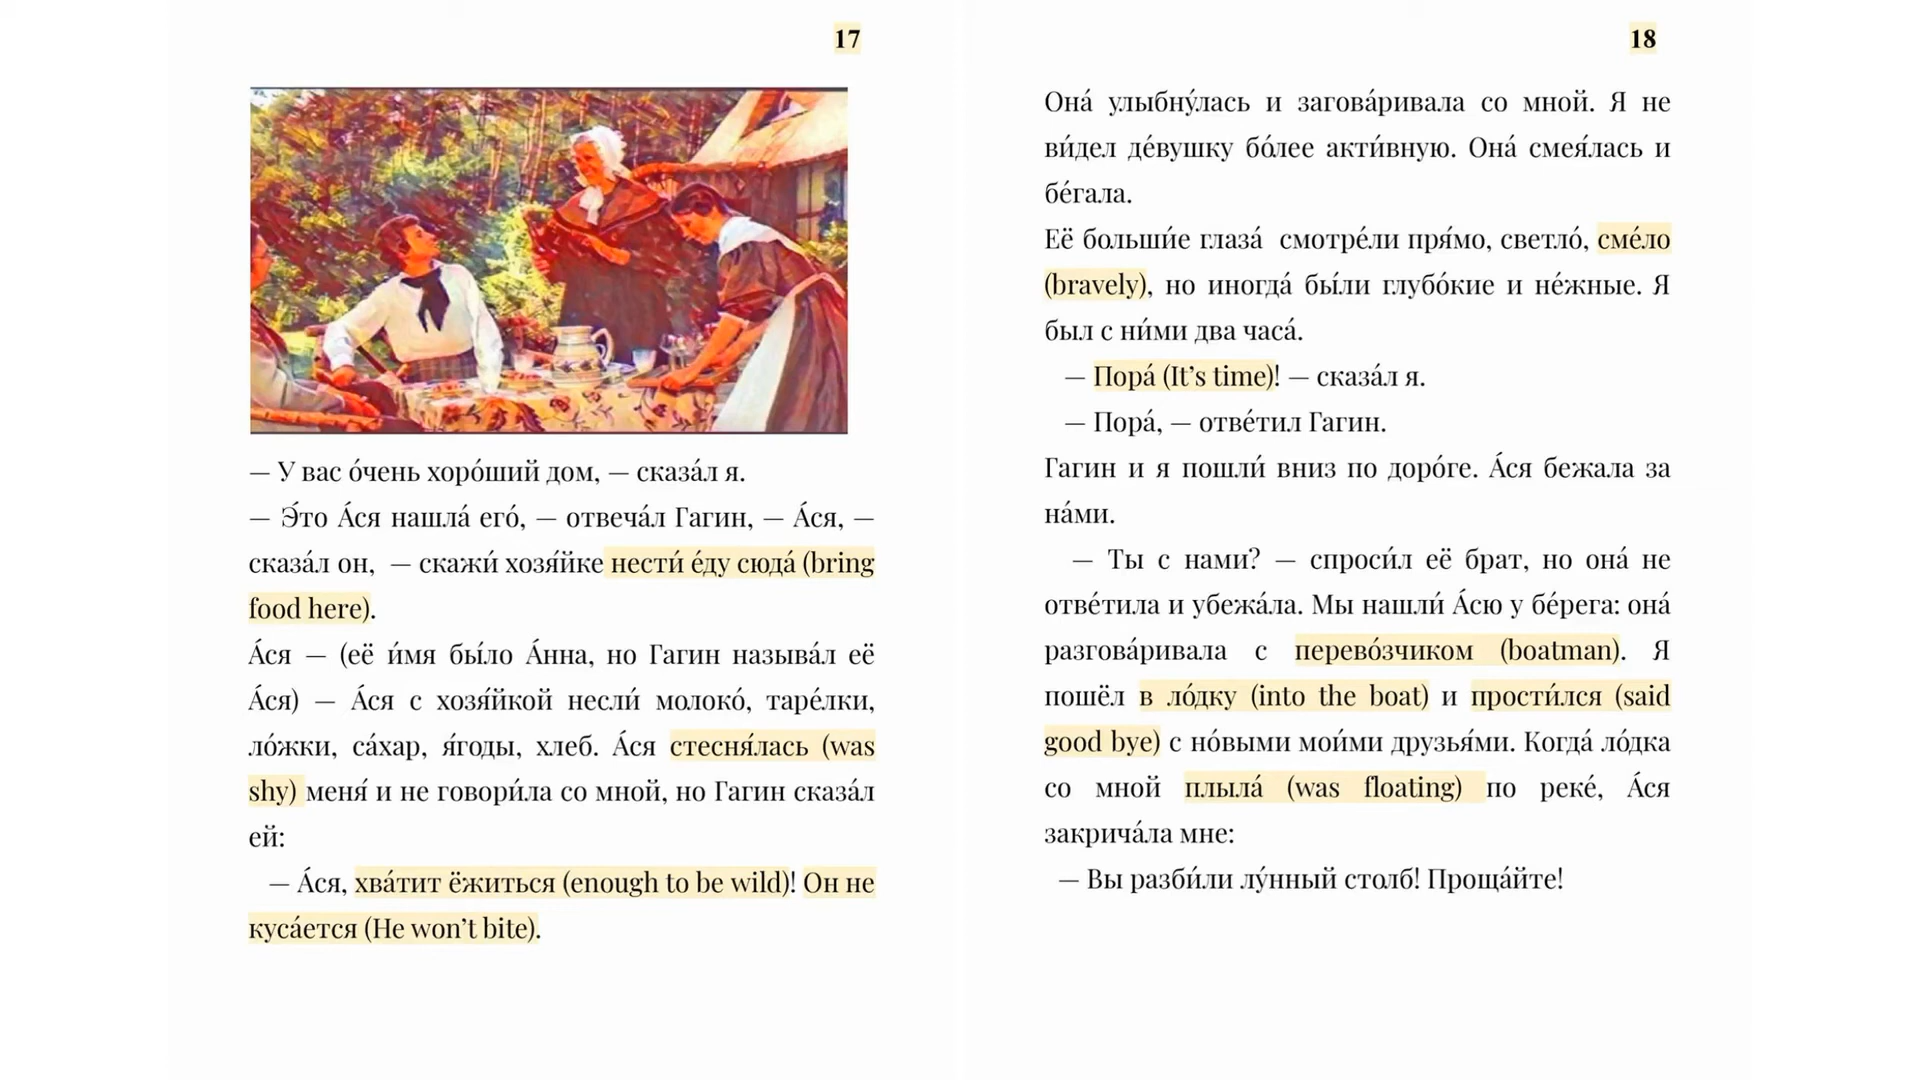 17
— У вас о́чень хоро́ший дом, — сказа́л я.
— Э́то А́ся нашла́ его́, — отвеча́л Гагин, — А́ся, —
сказа́л он, — скажи́ хозя́йке нести́ е́ду сюда́ (bring
food here).
А́ся — (её и́мя бы́ло А́нна, но Гагин называ́л её
А́ся) — А́ся с хозя́йкой несли́ молоко́, таре́лки,
ло́жки, са́хар, я́годы, хлеб. А́ся стесня́лась (was
shy) меня́ и не говори́ла со мной, но Гагин сказа́л
ей:
— А́ся, хва́тит ёжиться (enough to be wild)! Он не
куса́ется (He won’t bite).
18
Она́ улыбну́лась и загова́ривала со мной. Я не
ви́дел де́вушку бо́лее акти́вную. Она́ смея́лась и
бе́гала.
Её больши́е глаза́ смотре́ли пря́мо, светло́, сме́ло
(bravely), но иногда́ бы́ли глубо́кие и не́жные. Я
был с ни́ми два часа́.
— Пора́ (It’s time)! — сказа́л я.
— Пора́, — отве́тил Гагин.
Гагин и я пошли́ вниз по доро́ге. А́ся бежала за
на́ми.
— Ты с нами? — спроси́л её брат, но она́ не
отве́тила и убежа́ла. Мы нашли́ А́сю у бе́рега: она́
разгова́ривала с перево́зчиком (boatman). Я
пошёл в ло́дку (into the boat) и прости́лся (said
good bye) с но́выми мои́ми друзья́ми. Когда́ ло́дка
со мной плыла́ (was floating) по реке́, А́ся
закрича́ла мне:
— Вы разби́ли лу́нный столб! Проща́йте!